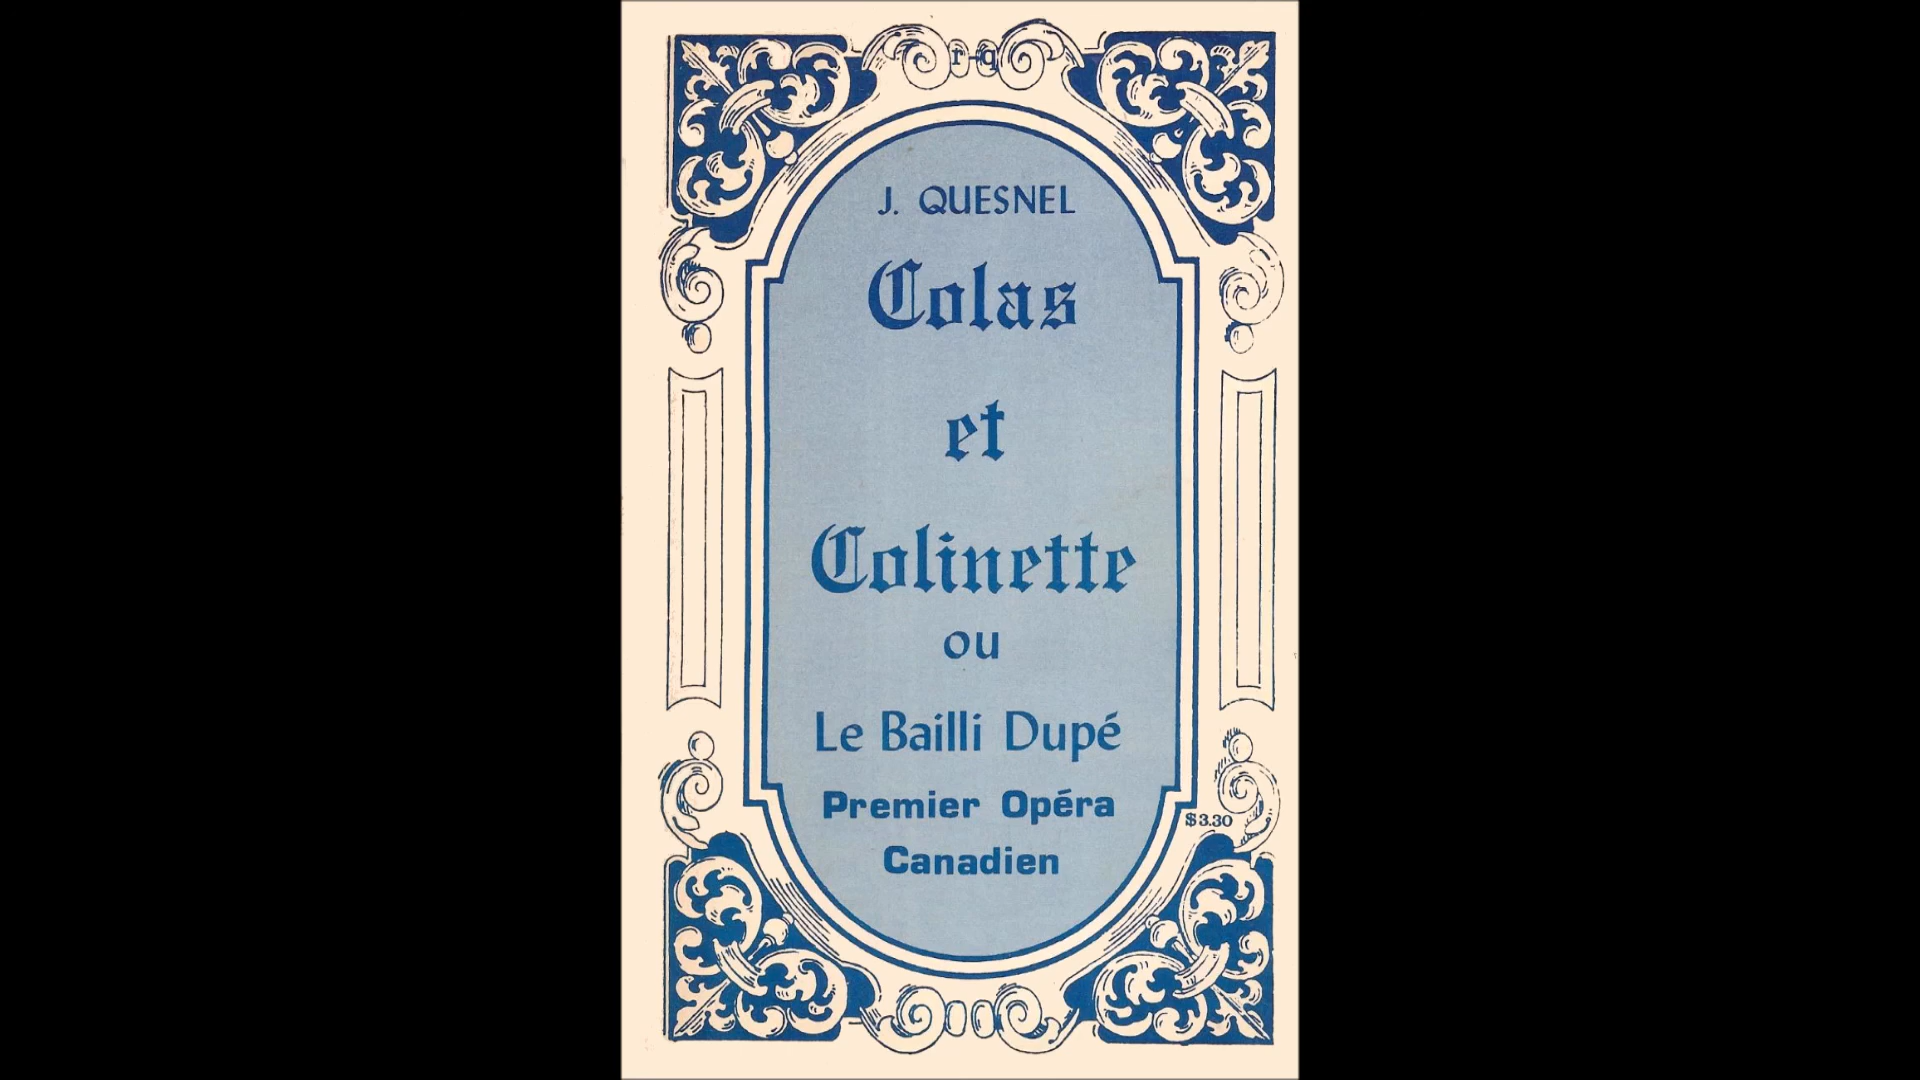 r-q
J. QUESNEL
Colas
et
Colinette
ou
Le Bailli Dupé
Premier Opéra
$3.30
Canadien